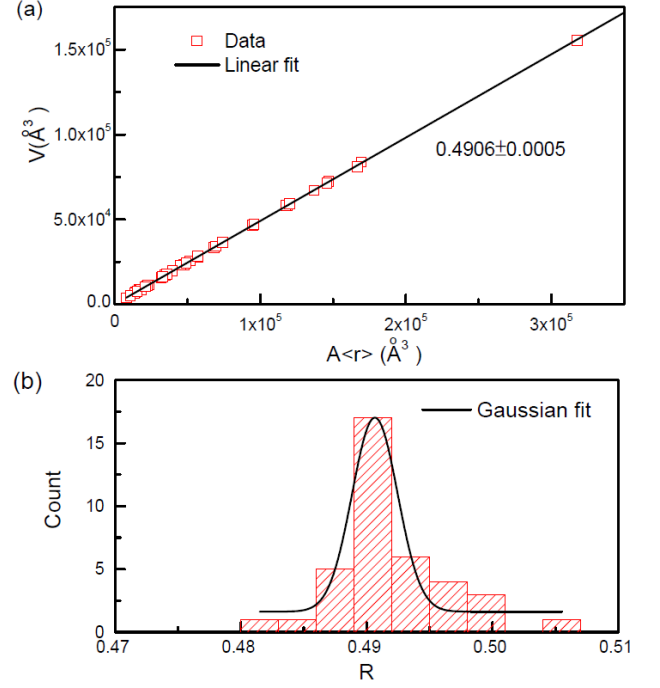 (a)
Data
Linear fit
0.4906±0.0005
1.5x10⁵
1.0x10⁵
5.0x10⁴
0.0
V(Å³)
0
1x10⁵
2x10⁵
3x10⁵
A<r> (Å³)
(b)
Gaussian fit
20
15
10
5
0
Count
0.47
0.48
0.49
0.50
0.51
R